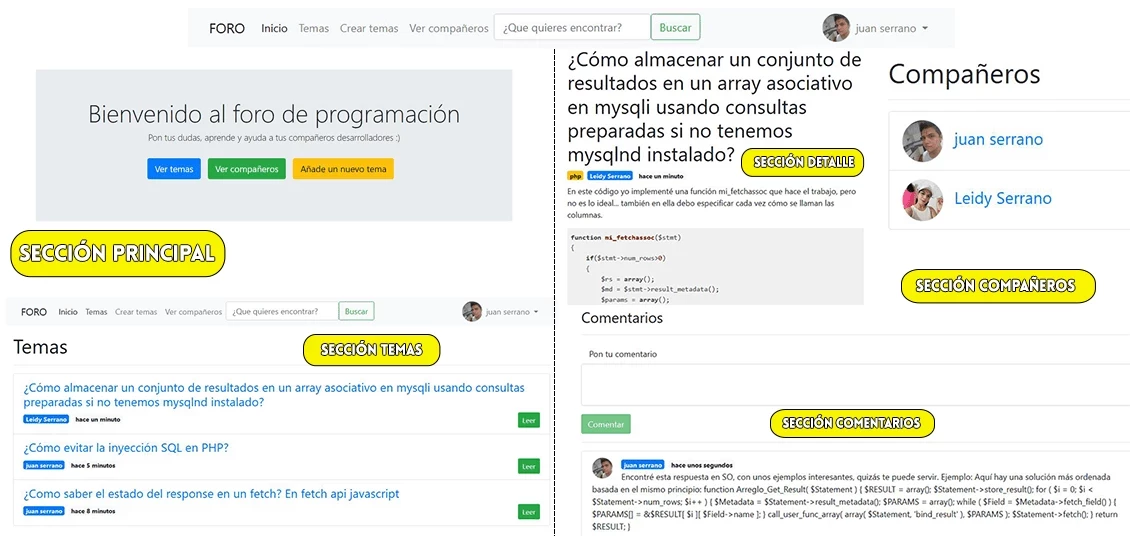 FORO Inicio Temas Crear temas Ver compañeros ¿Que quieres encontrar? Buscar juan serrano
Bienvenido al foro de programación
Pon tus dudas, aprende y ayuda a tus compañeros desarrolladores :)
Ver temas Ver compañeros Añade un nuevo tema
SECCIÓN PRINCIPAL
FORO Inicio Temas Crear temas Ver compañeros ¿Que quieres encontrar? Buscar juan serrano
Temas
SECCIÓN TEMAS
¿Cómo almacenar un conjunto de resultados en un array asociativo en mysqli usando consultas
preparadas si no tenemos mysqlnd instalado?
Leidy Serrano hace un minuto Leer
¿Cómo evitar la inyección SQL en PHP?
juan serrano hace 5 minutos Leer
¿Como saber el estado del response en un fetch? En fetch api javascript
juan serrano hace 8 minutos Leer
¿Cómo almacenar un conjunto de
resultados en un array asociativo
en mysqli usando consultas
preparadas si no tenemos
mysqlnd instalado?
SECCIÓN DETALLE
php Leidy Serrano hace un minuto
En este código yo implementé una función mi_fetchassoc que hace el trabajo, pero
no es lo ideal... también en ella debo especificar cada vez cómo se llaman las
columnas.
function mi_fetchassoc($stmt)
{
if($stmt->num_rows>0)
{
$rs = array();
$md = $stmt->result_metadata();
$params = array();
Compañeros
juan serrano
Leidy Serrano
SECCIÓN COMPAÑEROS
Comentarios
Pon tu comentario
Comentar
SECCIÓN COMENTARIOS
juan serrano hace unos segundos
Encontré esta respuesta en SO, con unos ejemplos interesantes, quizás te puede servir. Ejemplo: Aquí hay una solución más ordenada
basada en el mismo principio: function Arreglo_Get_Result( $Statement ) { $RESULT = array(); $Statement->store_result(); for ( $i = 0; $i <
$Statement->num_rows; $i++ ) { $Metadata = $Statement->result_metadata(); $PARAMS = array(); while ( $Field = $Metadata->fetch_field() ) {
$PARAMS[] = &$RESULT[ $i ][ $Field->name ]; } call_user_func_array( array( $Statement, 'bind_result' ), $PARAMS ); $Statement->fetch(); } return
$RESULT; }